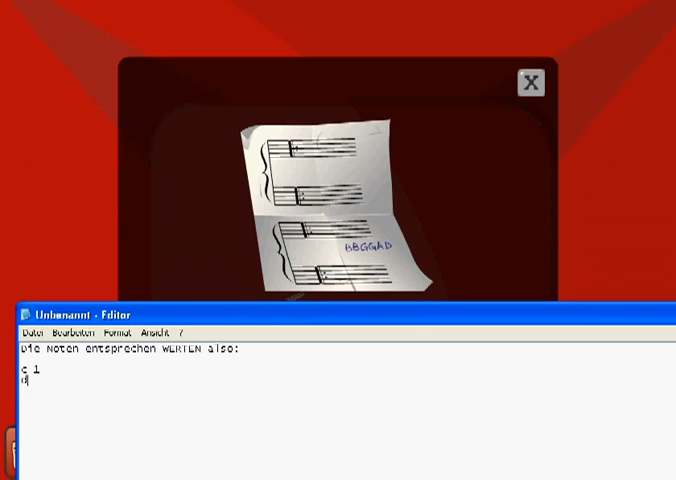 X
BBGGAD
Unbenannt - Editor
Datei Bearbeiten Format Ansicht ?
Die Noten entsprechen WERTEN also:
c 1
d